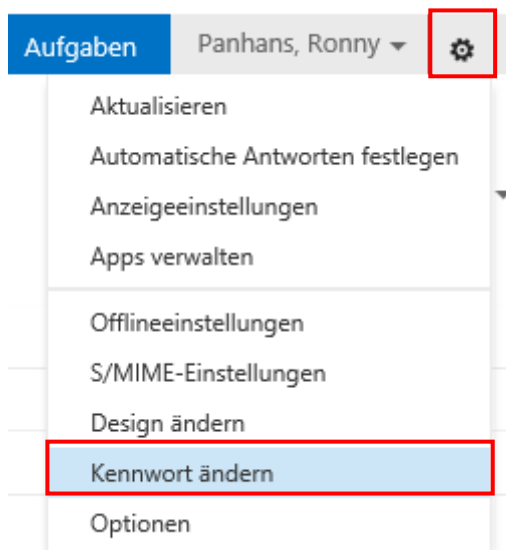 Aufgaben Panhans, Ronny
Aktualisieren
Automatische Antworten festlegen
Anzeigeeinstellungen
Apps verwalten
Offlineeinstellungen
S/MIME-Einstellungen
Design ändern
Kennwort ändern
Optionen